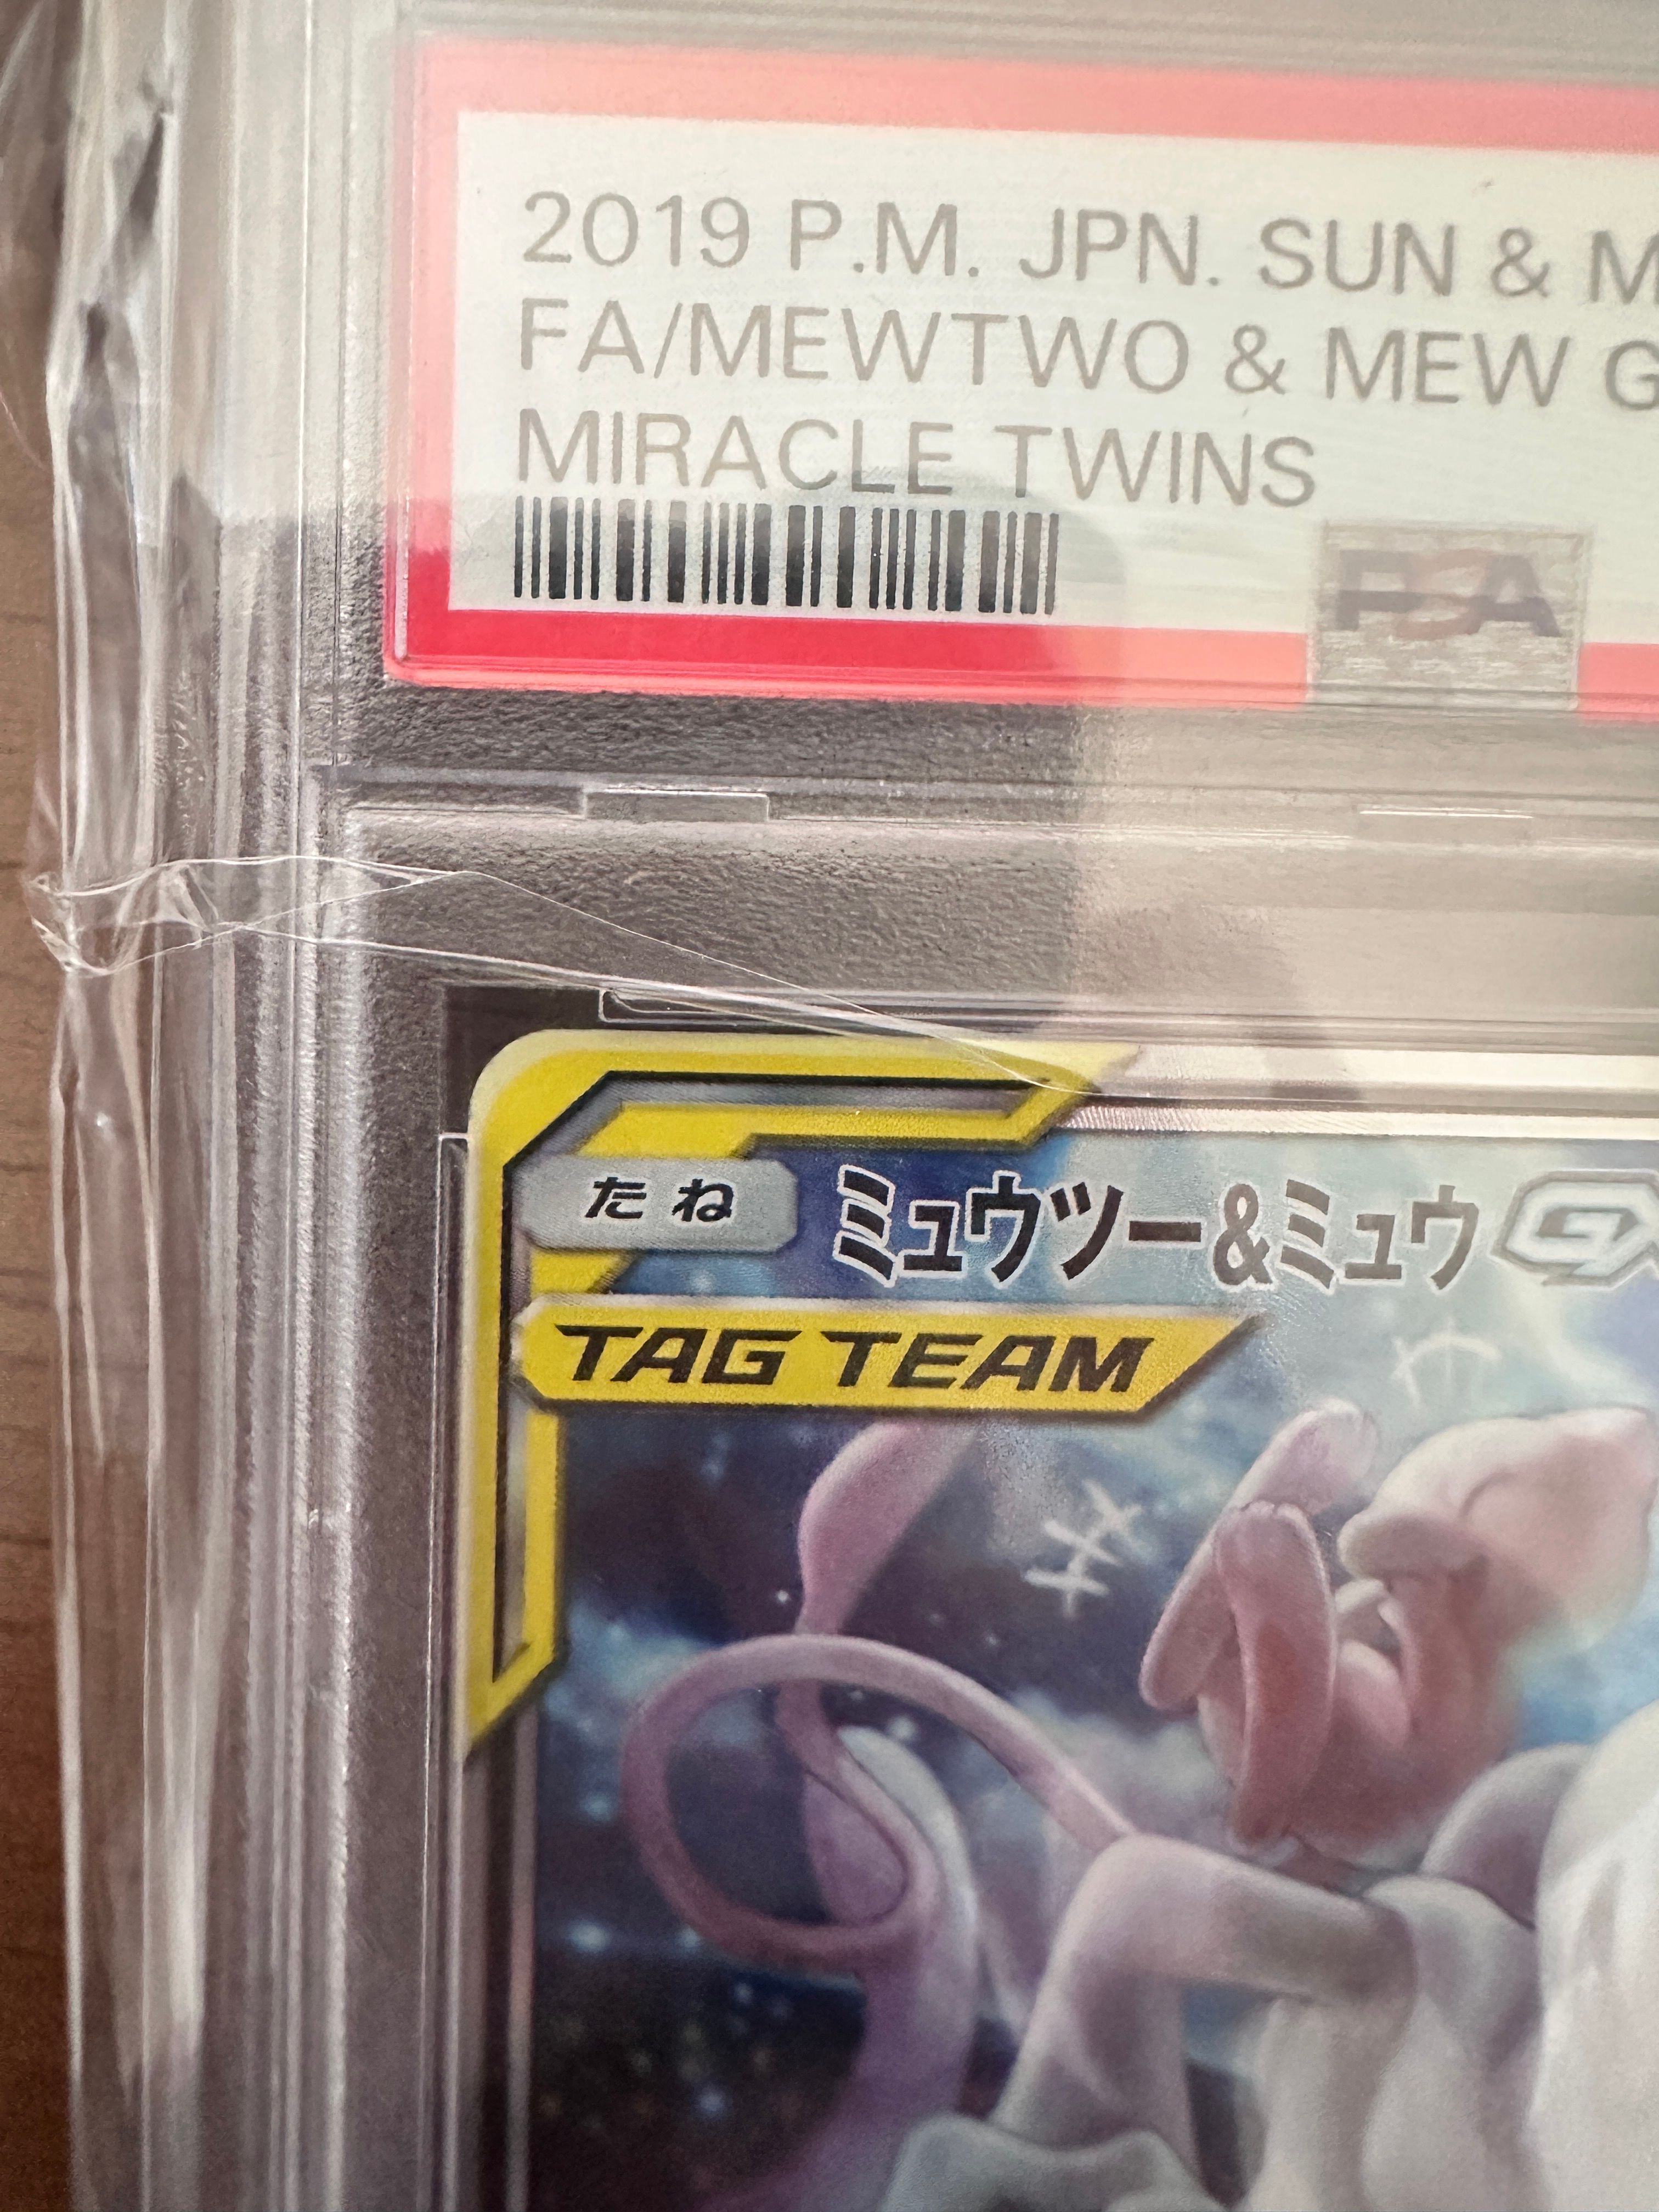 2019 P.M. JPN. SUN & M
FA/MEWTWO & MEW G
MIRACLE TWINS
PSA
たね
ミュウツー&ミュウ GX
TAG TEAM